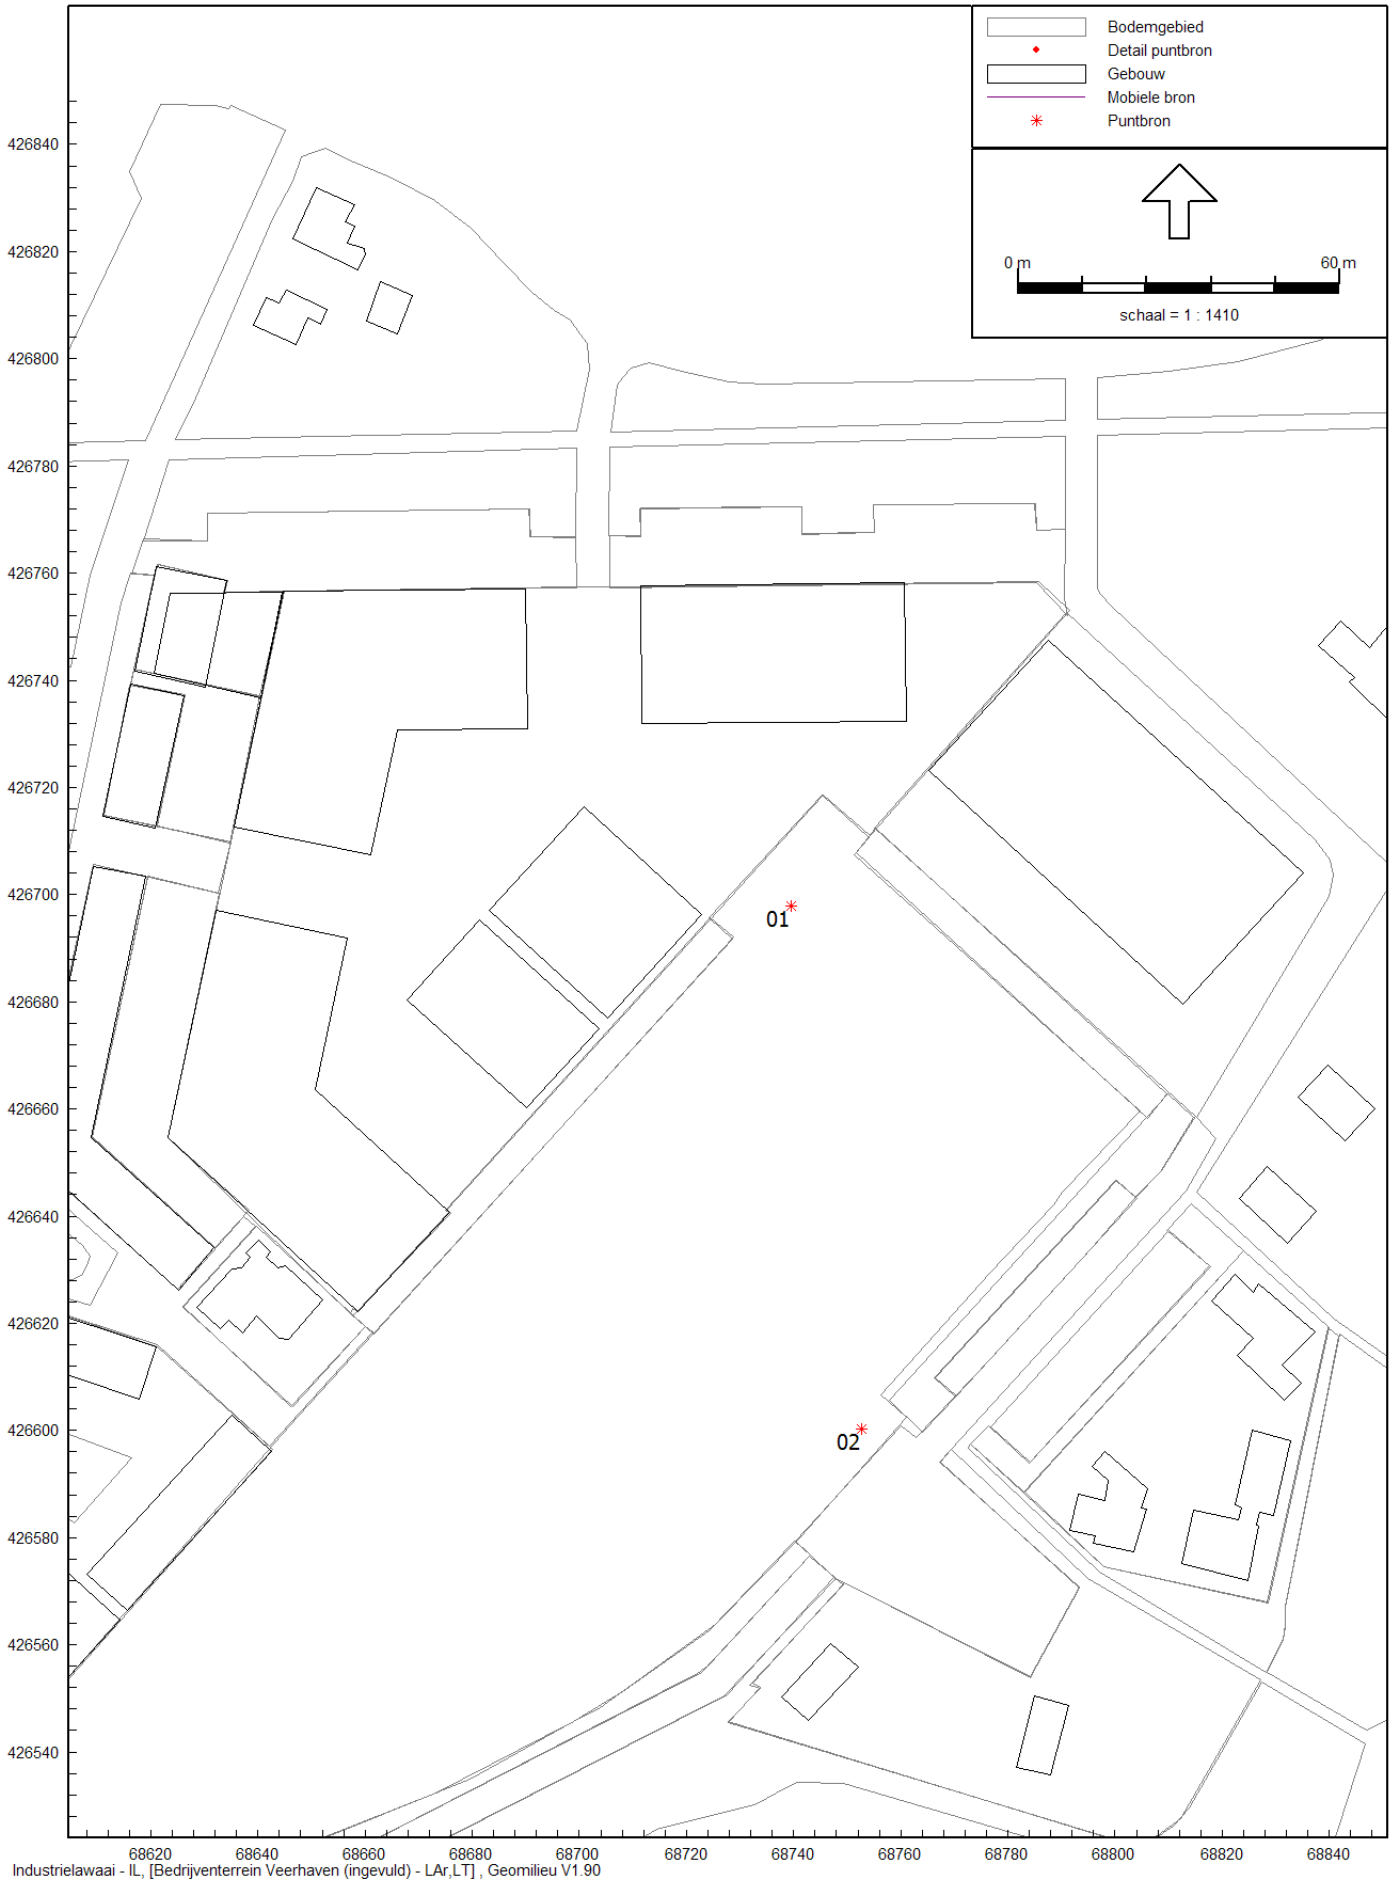 Bodemgebied
Detail puntbron
Gebouw
Mobiele bron
Puntbron
0 m 60 m
schaal = 1 : 1410
426840
426820
426800
426780
426760
426740
426720
426700
426680
426660
426640
426620
426600
426580
426560
426540
01
02
68620 68640 68660 68680 68700 68720 68740 68760 68780 68800 68820 68840
Industrielawaai - IL, [Bedrijventerrein Veerhaven (ingevuld) - LAr,LT] , Geomilieu V1.90